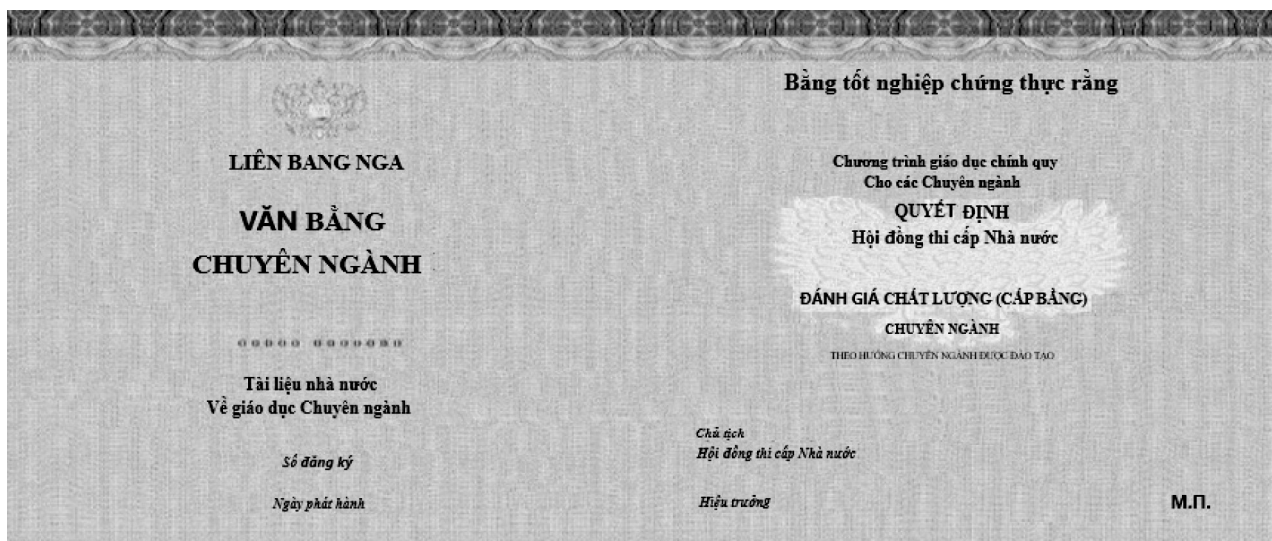 LIÊN BANG NGA
VĂN BẰNG
CHUYÊN NGÀNH
Tài liệu nhà nước
Về giáo dục Chuyên ngành
Số đăng ký
Ngày phát hành
Bằng tốt nghiệp chứng thực rằng
Chương trình giáo dục chính quy
Cho các Chuyên ngành
QUYẾT ĐỊNH
Hội đồng thi cấp Nhà nước
ĐÁNH GIÁ CHẤT LƯỢNG (CẤP BẰNG)
CHUYÊN NGÀNH
THEO HƯỚNG CHUYÊN NGÀNH ĐƯỢC ĐÀO TẠO
Chủ tịch
Hội đồng thi cấp Nhà nước
Hiệu trưởng
М.П.